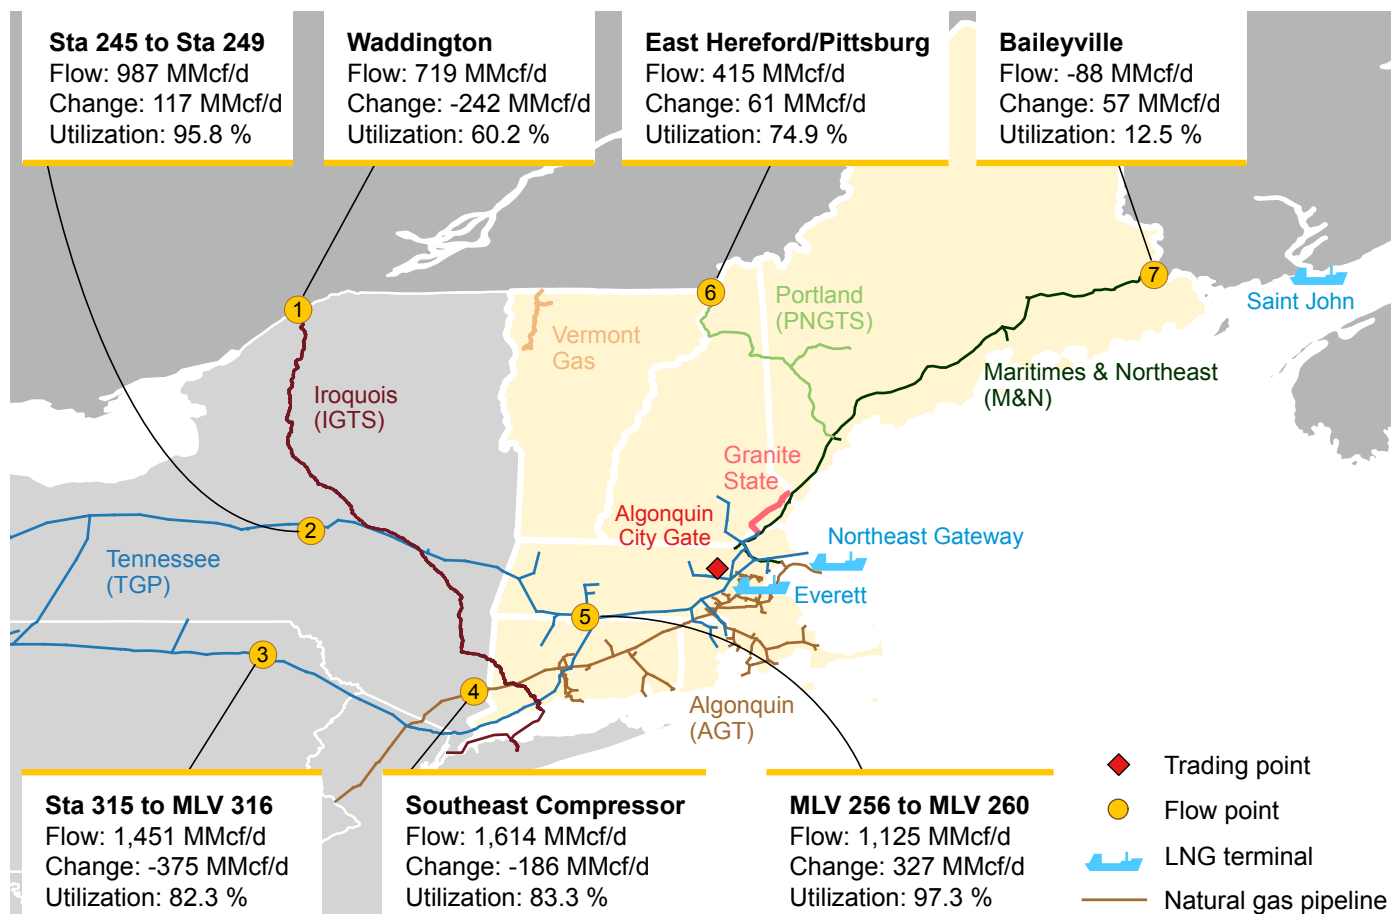 Sta 245 to Sta 249
Flow: 987 MMcf/d
Change: 117 MMcf/d
Utilization: 95.8 %
Waddington
Flow: 719 MMcf/d
Change: -242 MMcf/d
Utilization: 60.2 %
East Hereford/Pittsburg
Flow: 415 MMcf/d
Change: 61 MMcf/d
Utilization: 74.9 %
Baileyville
Flow: -88 MMcf/d
Change: 57 MMcf/d
Utilization: 12.5 %
1
6
7
Saint John
Portland
(PNGTS)
Vermont
Gas
Maritimes & Northeast
(M&N)
Iroquois
(IGTS)
Granite
State
Algonquin
City Gate
2
Northeast Gateway
Tennessee
(TGP)
Everett
5
3
4
Algonquin
(AGT)
Sta 315 to MLV 316
Flow: 1,451 MMcf/d
Change: -375 MMcf/d
Utilization: 82.3 %
Southeast Compressor
Flow: 1,614 MMcf/d
Change: -186 MMcf/d
Utilization: 83.3 %
MLV 256 to MLV 260
Flow: 1,125 MMcf/d
Change: 327 MMcf/d
Utilization: 97.3 %
Trading point
Flow point
LNG terminal
Natural gas pipeline